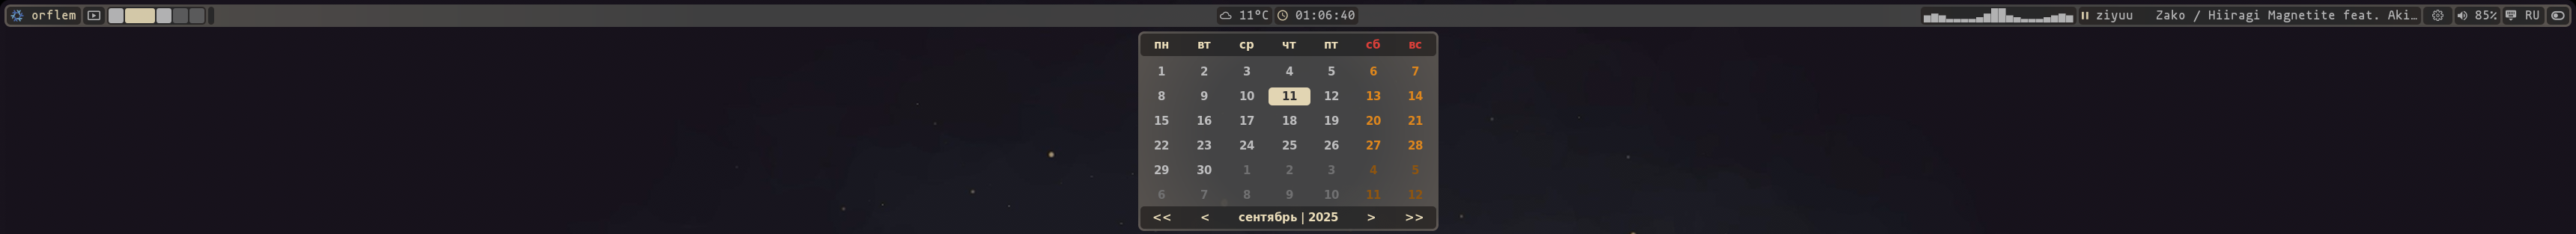 orflem 11°C 01:06:40 ziyuu Zako / Hiiragi Magnetite feat. Aki… 85% RU
пн вт ср чт пт сб вс
1 2 3 4 5 6 7
8 9 10 11 12 13 14
15 16 17 18 19 20 21
22 23 24 25 26 27 28
29 30 1 2 3 4 5
6 7 8 9 10 11 12
<< < сентябрь | 2025 > >>